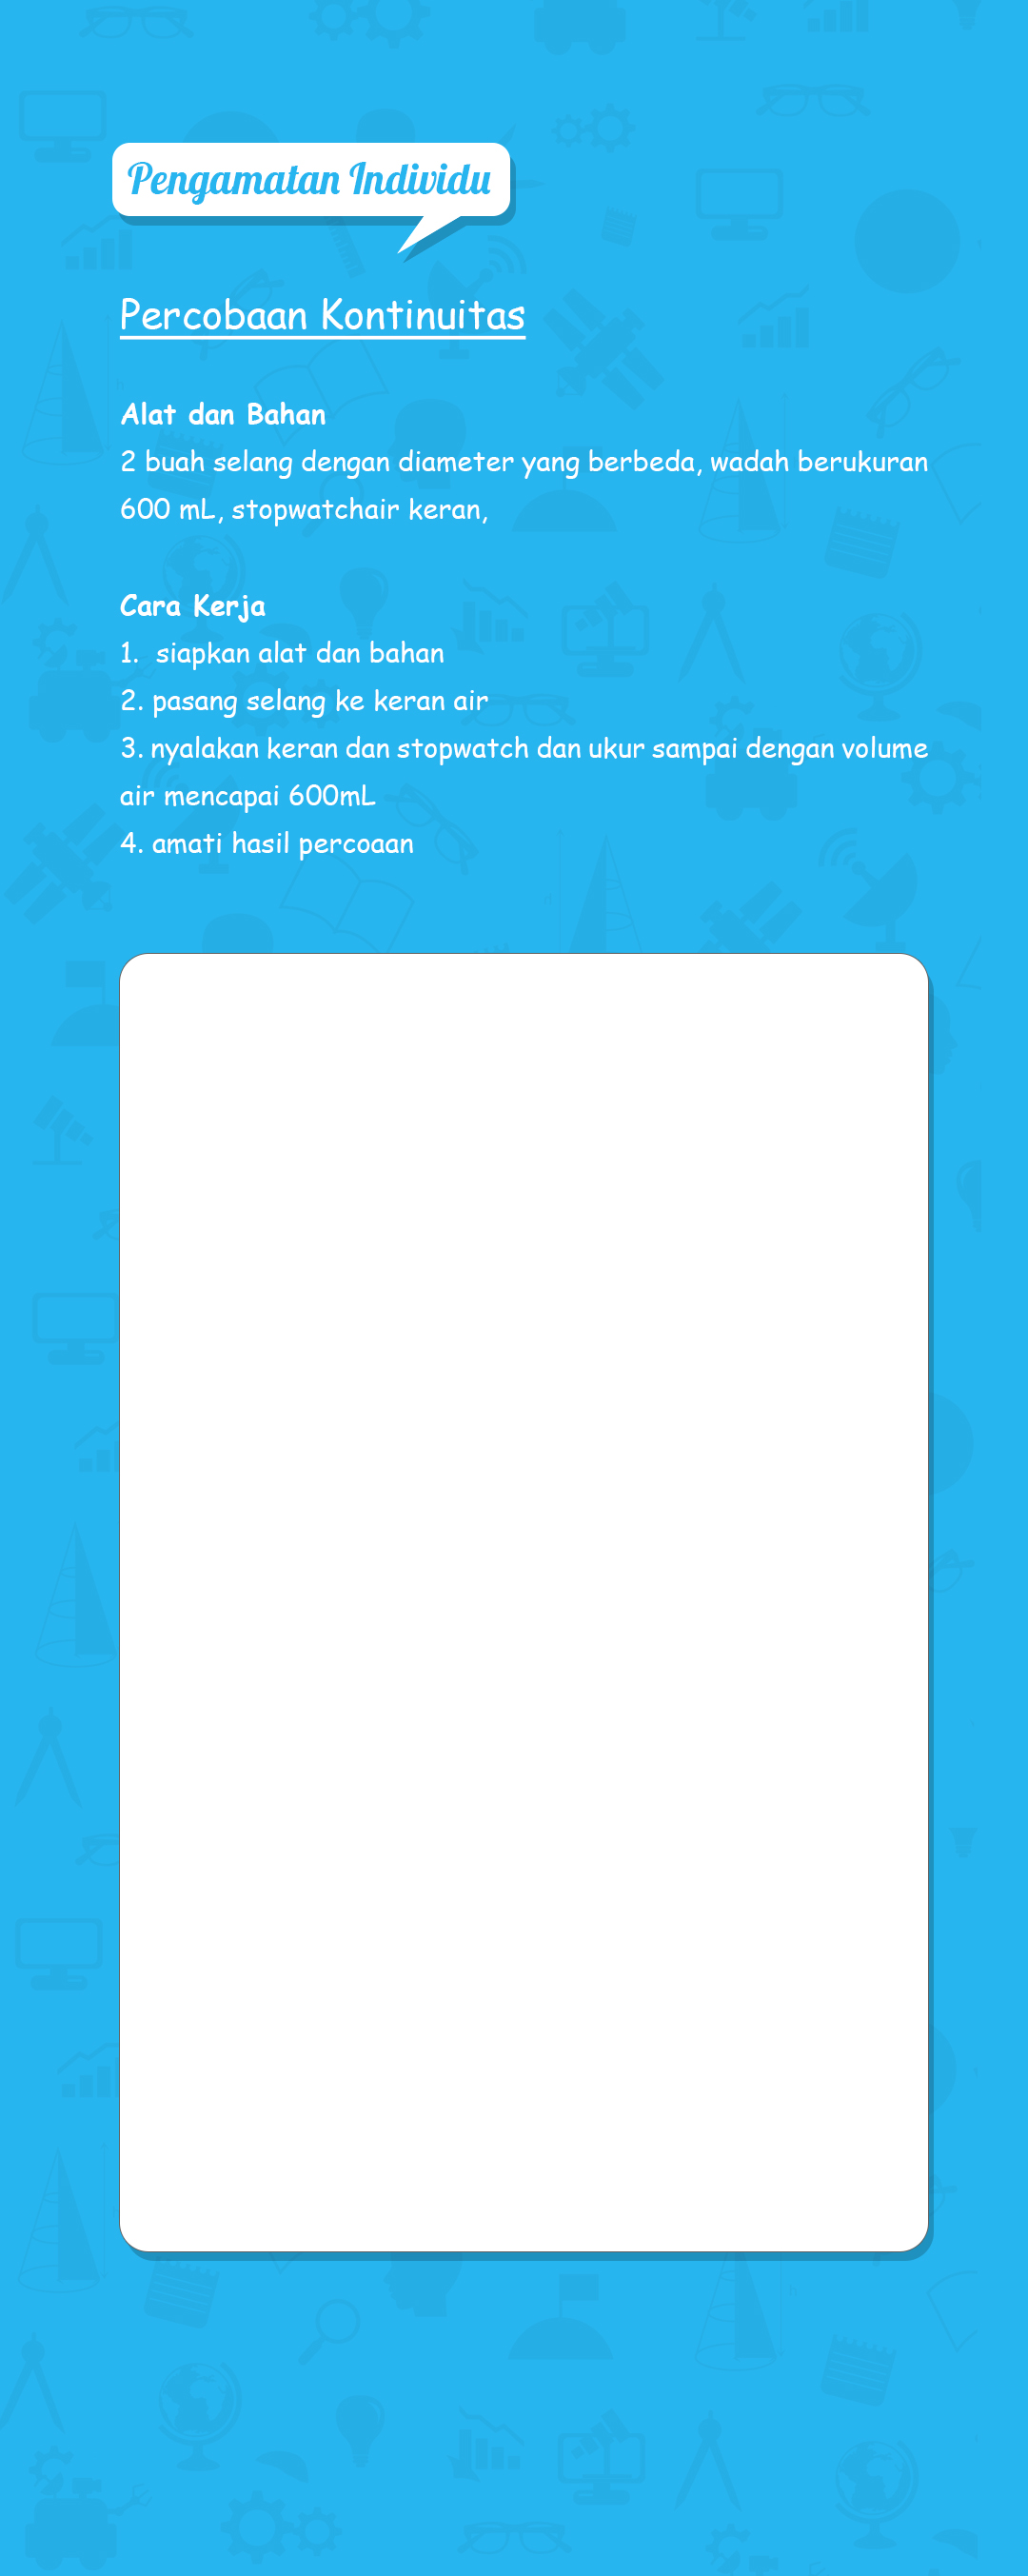 Pengamatan Individu
Percobaan Kontinuitas
Alat dan Bahan
2 buah selang dengan diameter yang berbeda, wadah berukuran
600 mL, stopwatchair keran,
Cara Kerja
1. siapkan alat dan bahan
2. pasang selang ke keran air
3. nyalakan keran dan stopwatch dan ukur sampai dengan volume
air mencapai 600mL
4. amati hasil percoaan